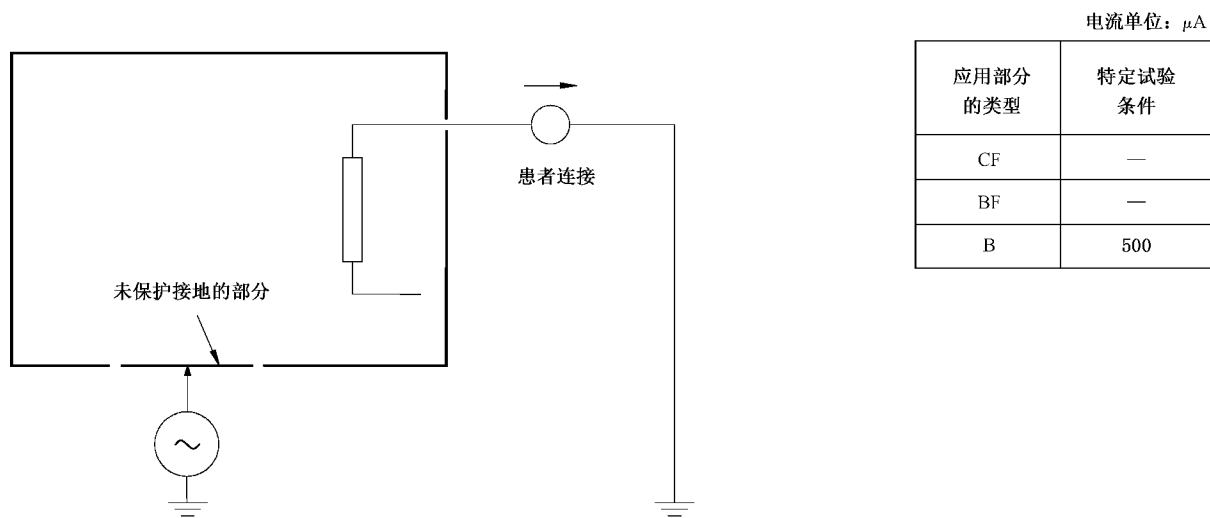 电流单位：μA
应用部分
的类型
特定试验
条件
CF —
BF —
B 500
患者连接
未保护接地的部分